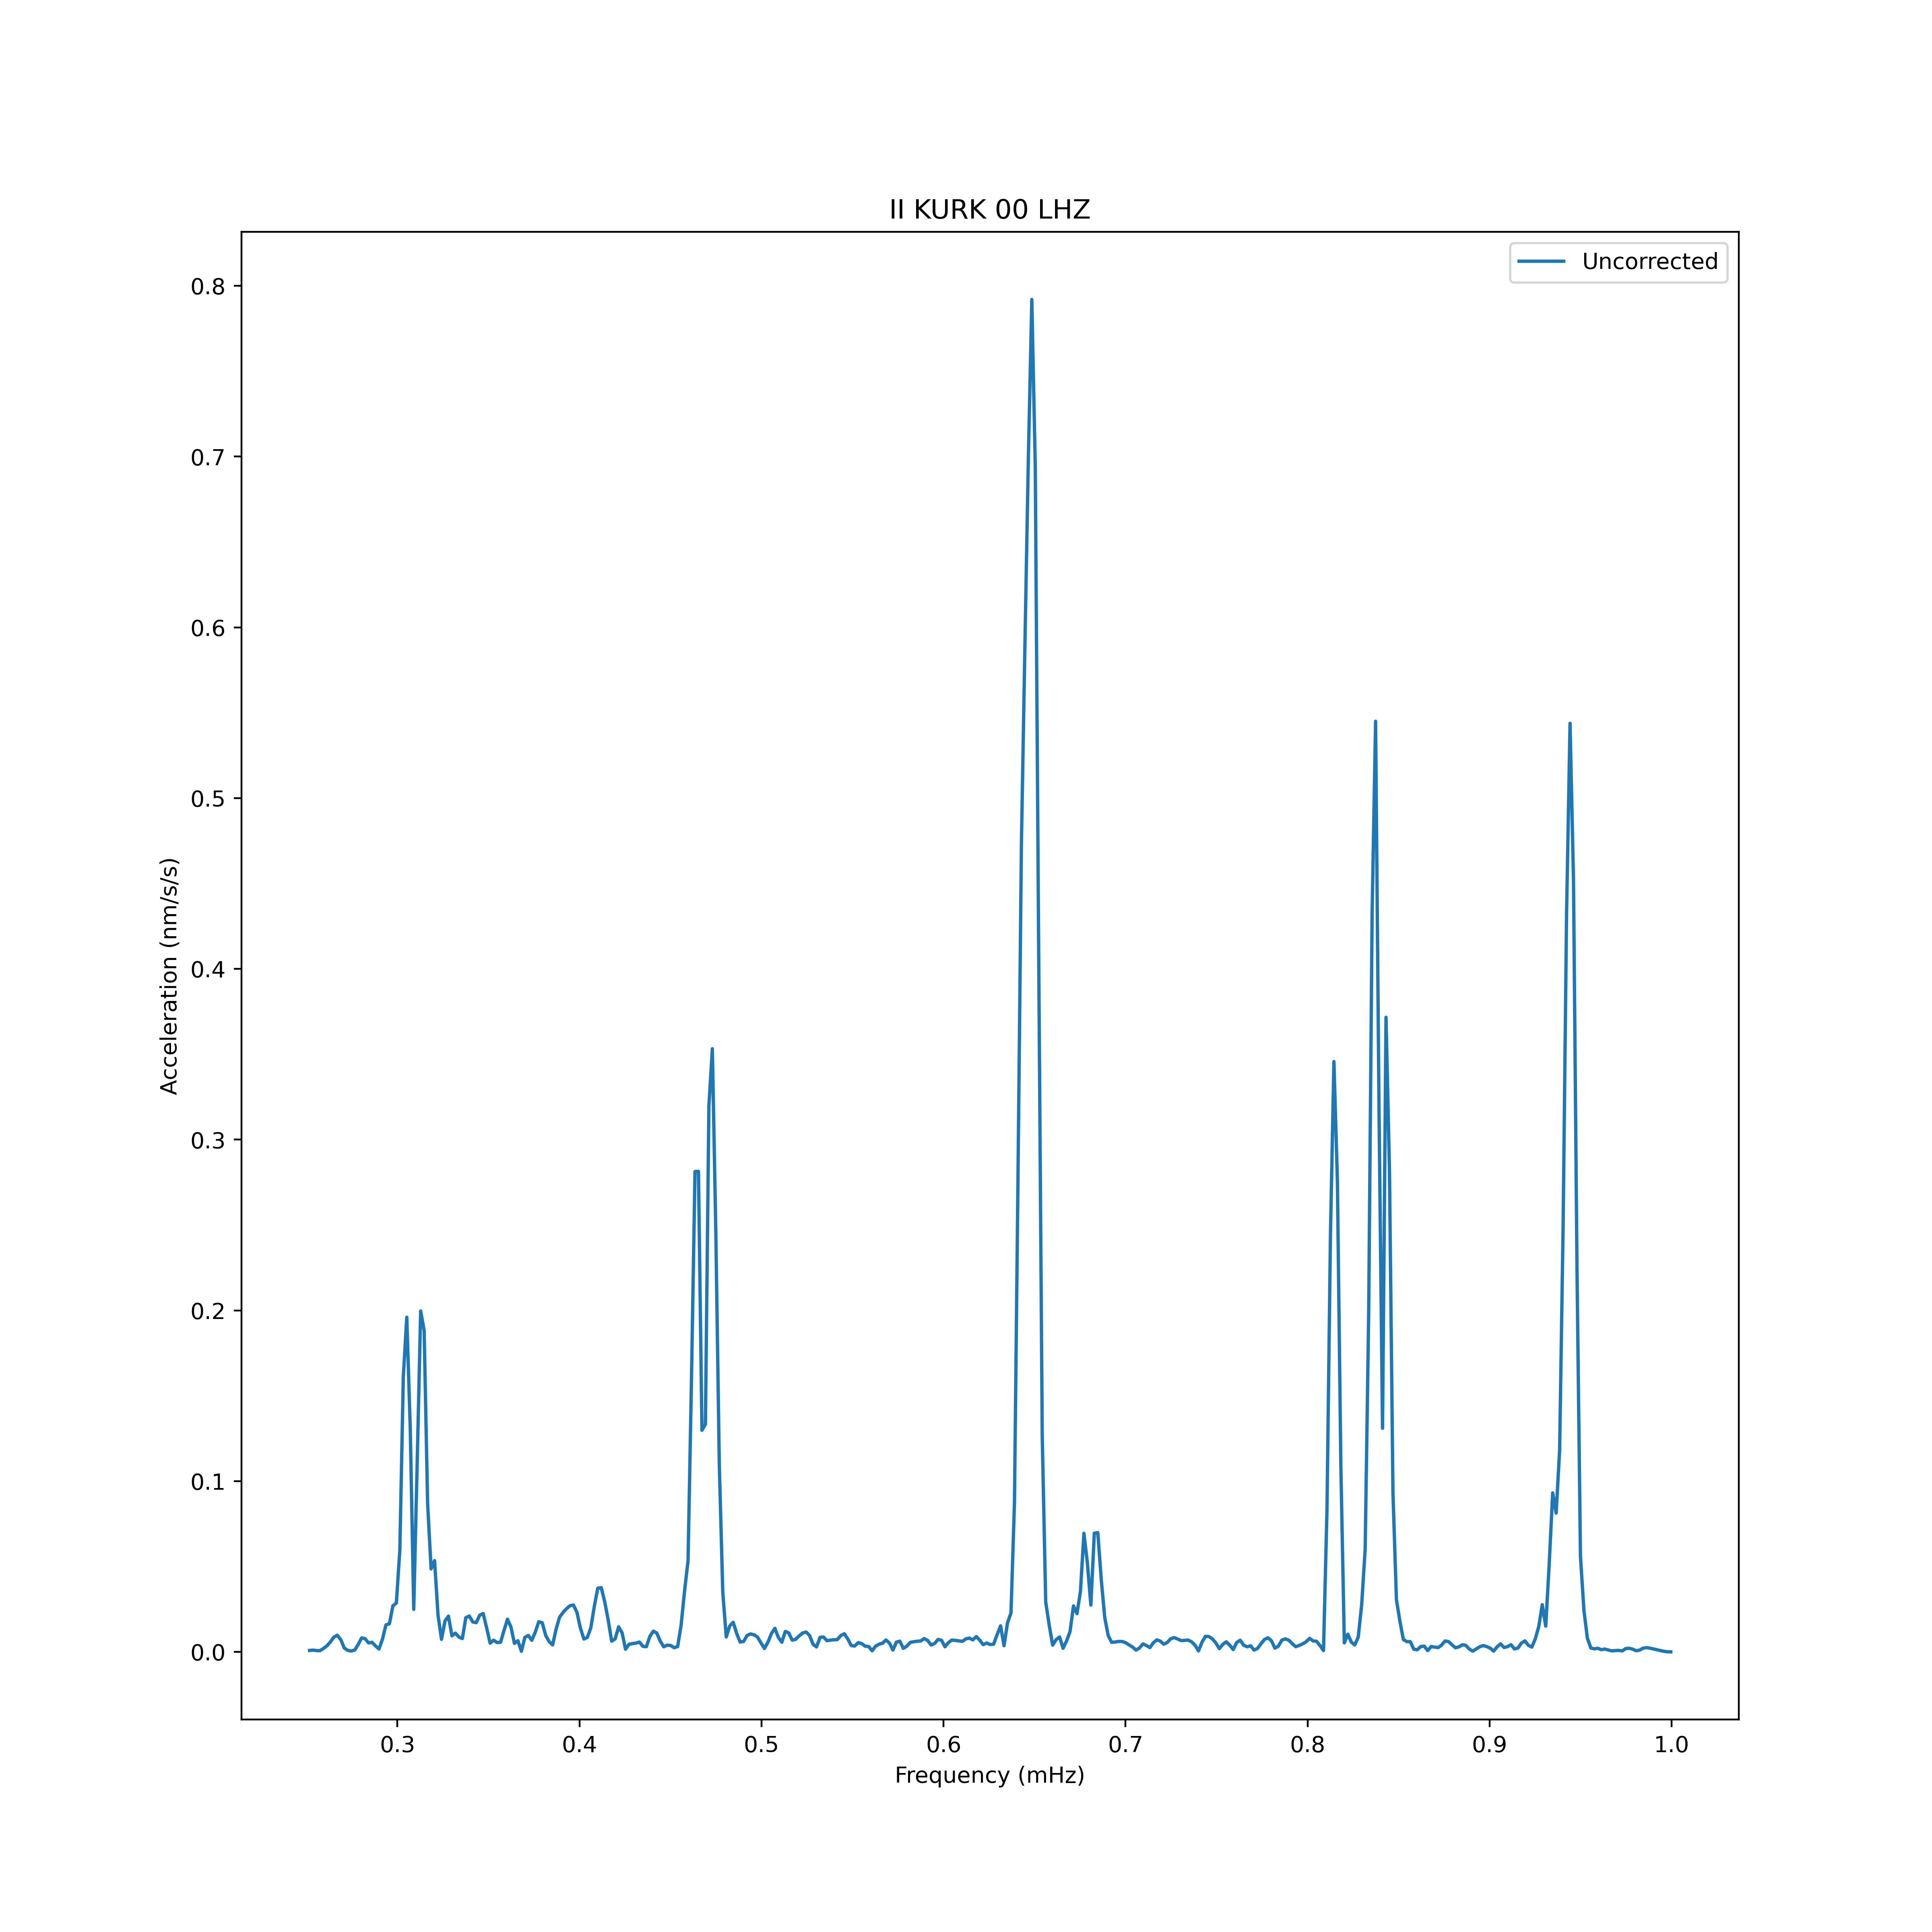 II KURK 00 LHZ
Uncorrected
0.8
0.7
0.6
0.5
0.4
0.3
0.2
0.1
0.0
Acceleration (nm/s/s)
0.3 0.4 0.5 0.6 0.7 0.8 0.9 1.0
Frequency (mHz)